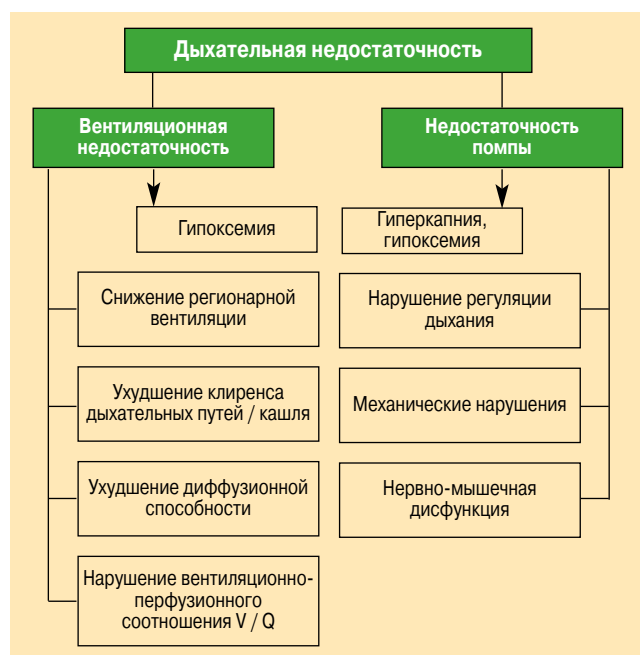 Дыхательная недостаточность
Вентиляционная
недостаточность
Недостаточность
помпы
Гипоксемия
Гиперкапния,
гипоксемия
Снижение регионарной
вентиляции
Нарушение регуляции
дыхания
Ухудшение клиренса
дыхательных путей / кашля
Механические нарушения
Ухудшение диффузионной
способности
Нервно-мышечная
дисфункция
Нарушение вентиляционно-
перфузионного
соотношения V / Q